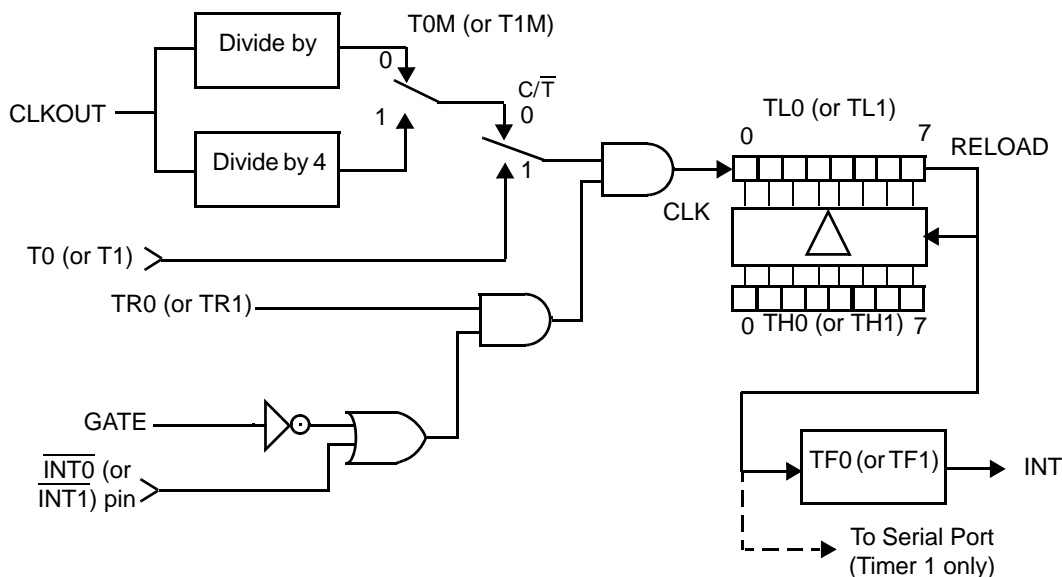 T0M (or T1M)
Divide by
0
C/T̅
CLKOUT
1
0
TL0 (or TL1)
0
7
RELOAD
Divide by 4
1
CLK
T0 (or T1)
TR0 (or TR1)
0
TH0 (or TH1)
7
GATE
I̅N̅T̅0̅ (or
I̅N̅T̅1̅) pin
TF0 (or TF1)
INT
To Serial Port
(Timer 1 only)